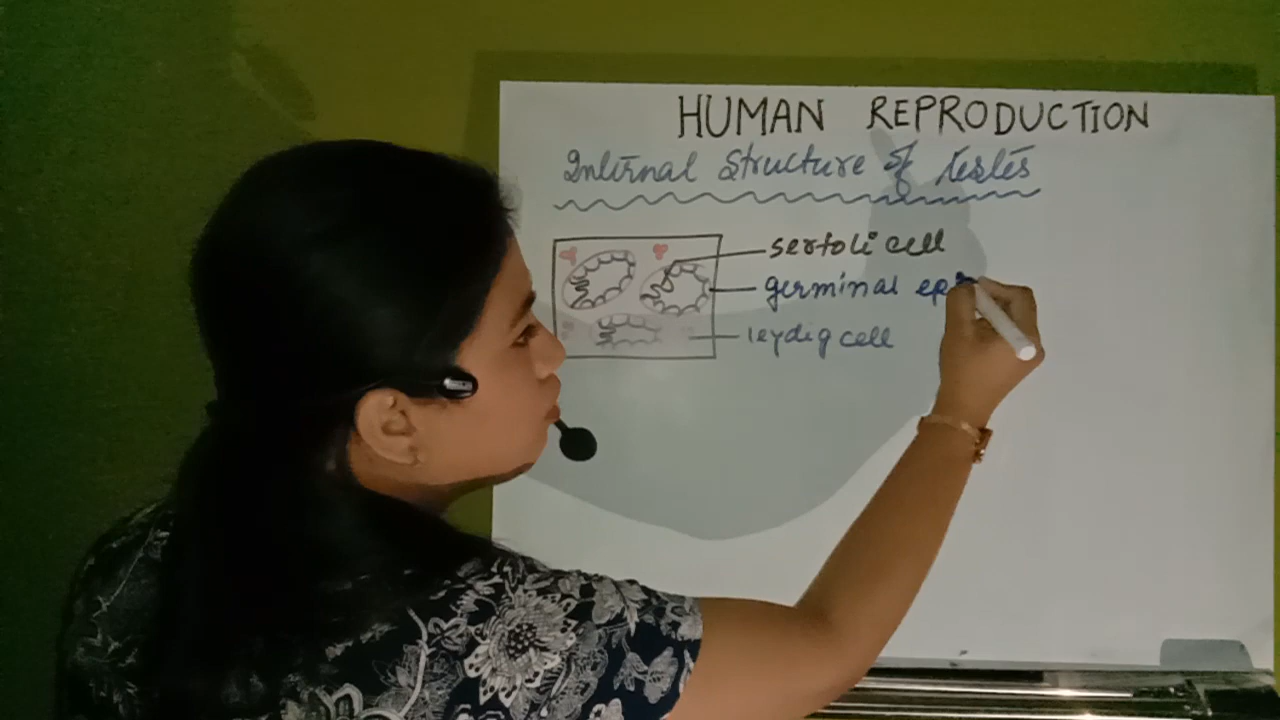 HUMAN REPRODUCTION
Internal Structure of testes
sertoli cell
germinal ep
leydig cell